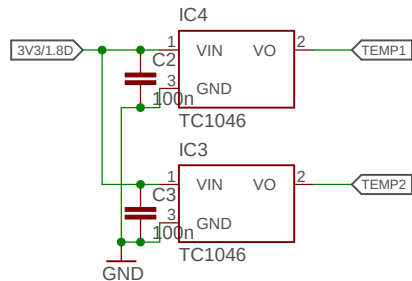 IC4
3V3/1.8D
1
VIN
VO
2
TEMP1
C2
3
GND
100n
TC1046
IC3
1
VIN
VO
2
TEMP2
C3
3
GND
100n
TC1046
GND